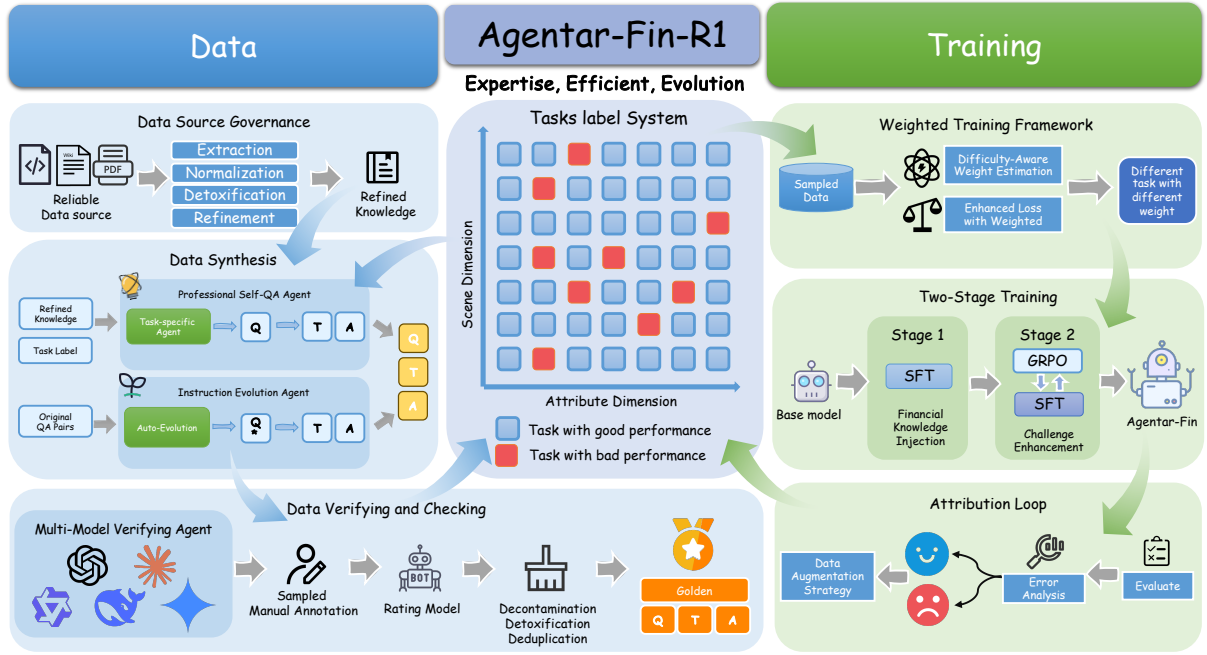 Data
Agentar-Fin-R1
Training
Expertise, Efficient, Evolution
Data Source Governance
</>
Wiki
PDF
Reliable
Data source
Extraction
Normalization
Detoxification
Refinement
Refined
Knowledge
Data Synthesis
Professional Self-QA Agent
Refined
Knowledge
Task Label
Task-specific
Agent
Q
T
A
Instruction Evolution Agent
Original
QA Pairs
Auto-Evolution
Q
*
T
A
Q
T
A
Data Verifying and Checking
Multi-Model Verifying Agent
Sampled
Manual Annotation
BOT
Rating Model
Decontamination
Detoxification
Deduplication
Golden
Q
T
A
Tasks label System
Scene Dimension
Attribute Dimension
Task with good performance
Task with bad performance
Weighted Training Framework
Sampled
Data
Difficulty-Aware
Weight Estimation
Enhanced Loss
with Weighted
Different
task with
different
weight
Two-Stage Training
Base model
Stage 1
SFT
Financial
Knowledge
Injection
Stage 2
GRPO
SFT
Challenge
Enhancement
Agentar-Fin
Attribution Loop
Data
Augmentation
Strategy
Error
Analysis
Evaluate